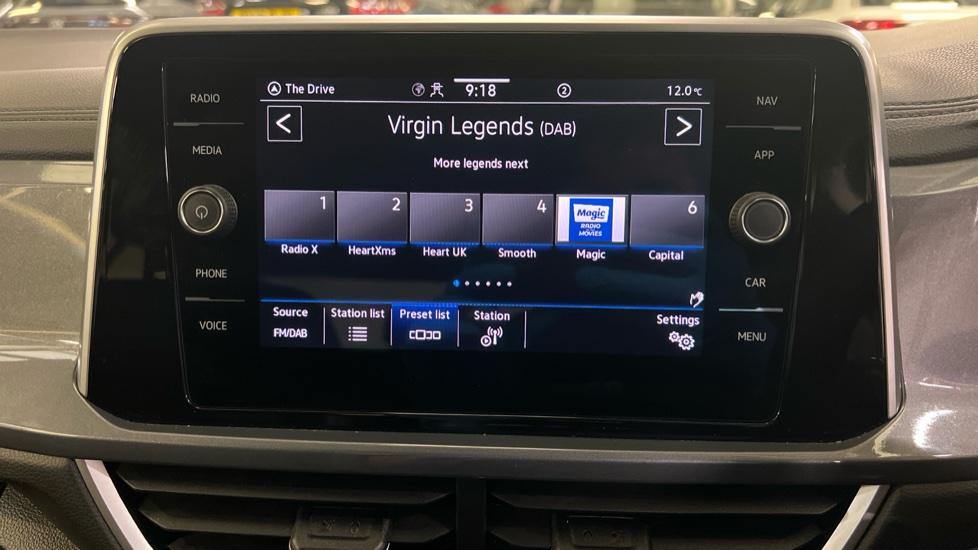 RADIO
MEDIA
PHONE
VOICE
The Drive
9:18
2
12.0 °C
Virgin Legends (DAB)
More legends next
1 2 3 4 6
Magic
RADIO
MOVIES
Radio X HeartXms Heart UK Smooth Magic Capital
Source Station list Preset list Station Settings
FM/DAB
NAV
APP
CAR
MENU